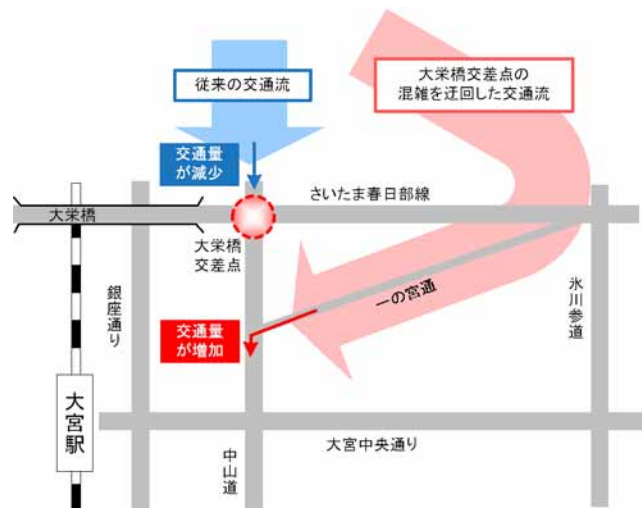 従来の交通流
大栄橋交差点の
混雑を迂回した交通流
交通量
が減少
さいたま春日部線
大栄橋
大栄橋
交差点
銀座通り
一の宮通
氷川参道
交通量
が増加
大宮駅
大宮中央通り
中山道